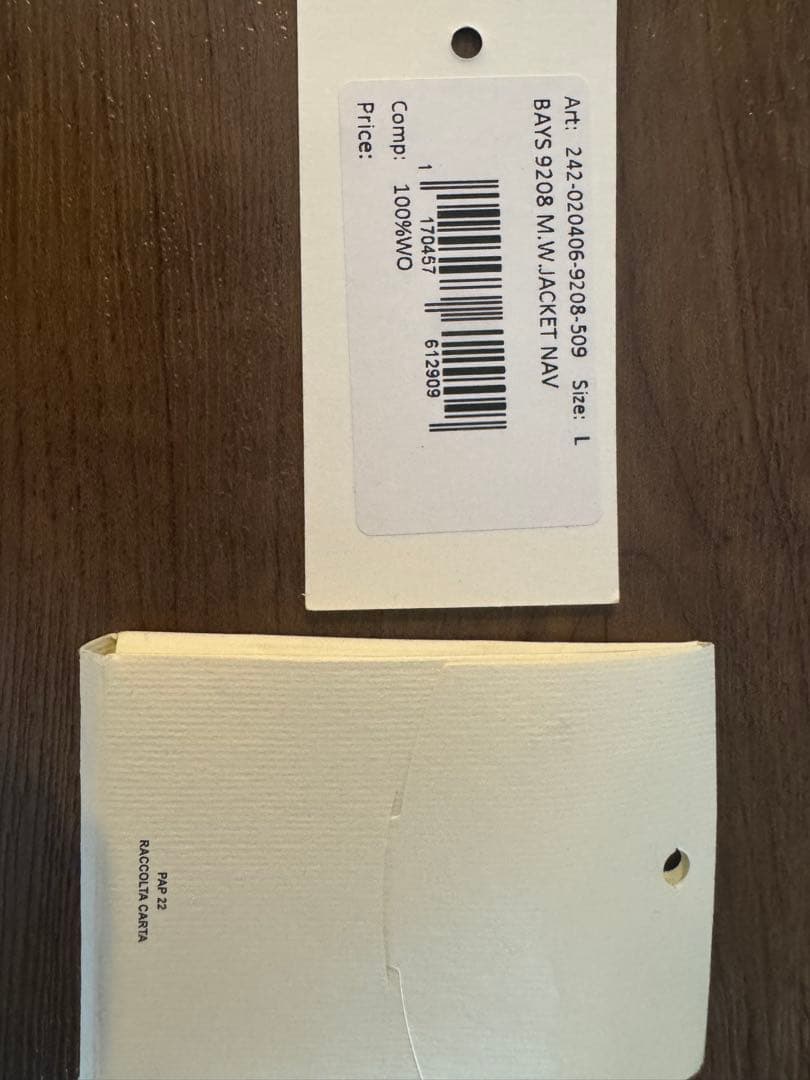 Art: 242-020406-9208-509 Size: L
BAYS 9208 M.W.JACKET NAV
1 170457 612909
Comp: 100%WO
Price:
PAP 22
RACCOLTA CARTA